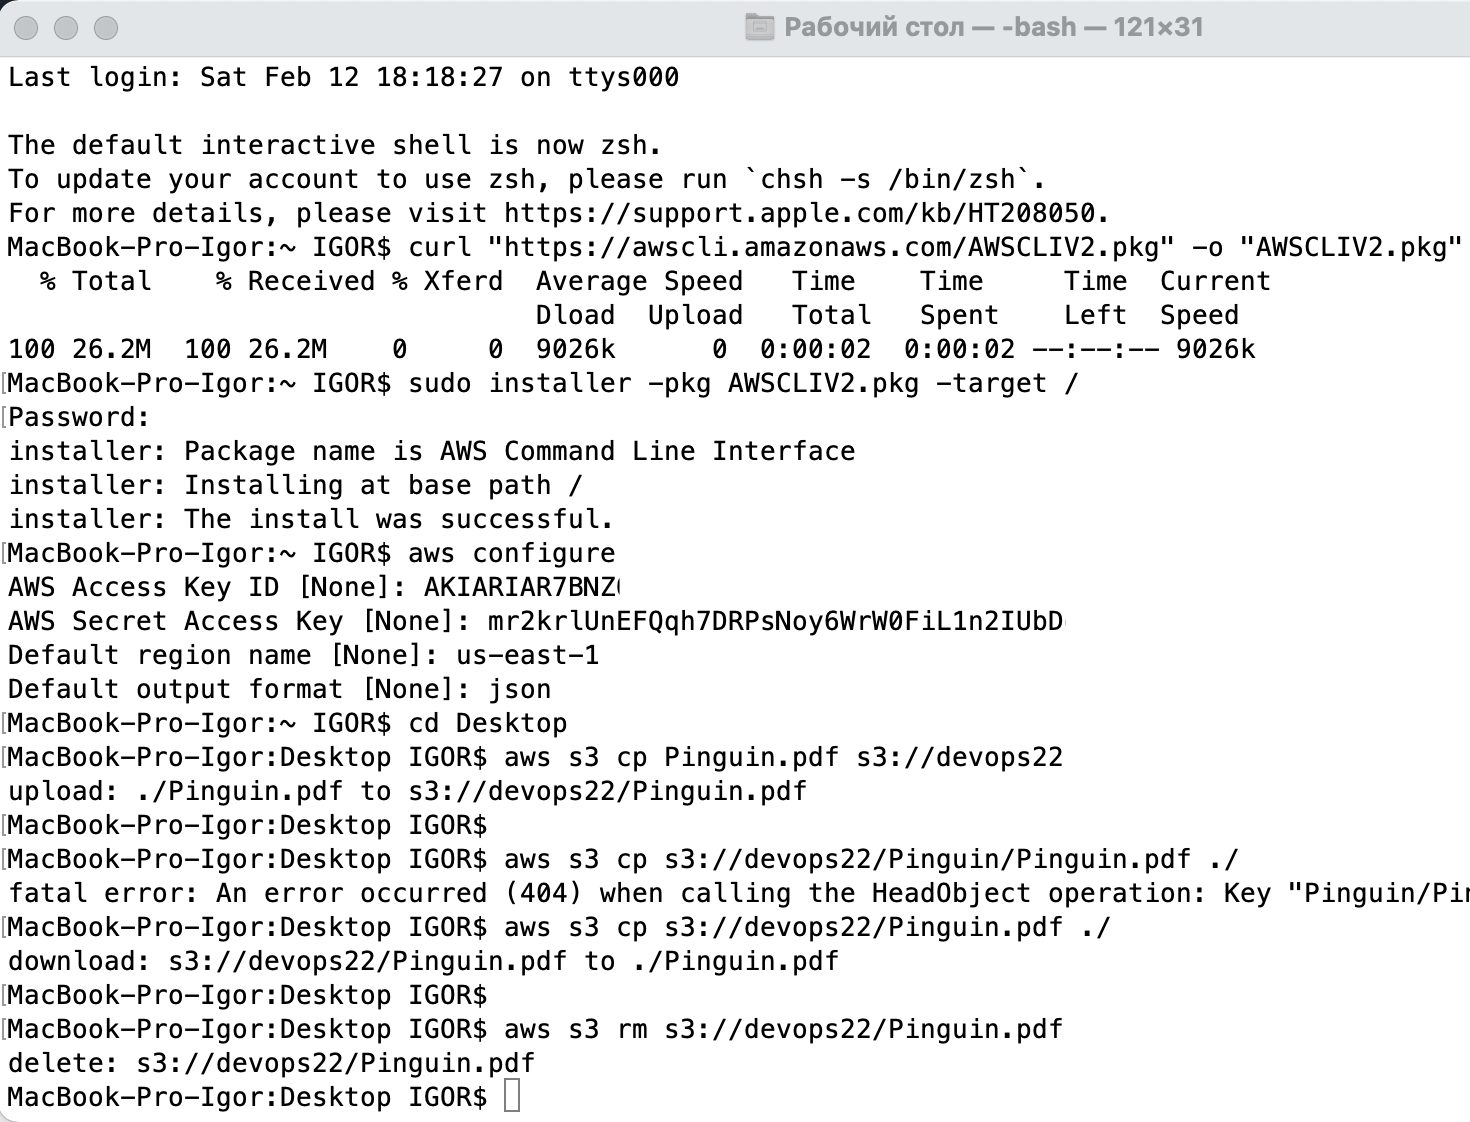 Рабочий стол — -bash — 121×31
Last login: Sat Feb 12 18:18:27 on ttys000
The default interactive shell is now zsh.
To update your account to use zsh, please run `chsh -s /bin/zsh`.
For more details, please visit https://support.apple.com/kb/HT208050.
MacBook-Pro-Igor:~ IGOR$ curl "https://awscli.amazonaws.com/AWSCLIV2.pkg" -o "AWSCLIV2.pkg"
% Total % Received % Xferd Average Speed Time Time Time Current
Dload Upload Total Spent Left Speed
100 26.2M 100 26.2M 0 0 9026k 0 0:00:02 0:00:02 --:--:-- 9026k
MacBook-Pro-Igor:~ IGOR$ sudo installer -pkg AWSCLIV2.pkg -target /
Password:
installer: Package name is AWS Command Line Interface
installer: Installing at base path /
installer: The install was successful.
MacBook-Pro-Igor:~ IGOR$ aws configure
AWS Access Key ID [None]: AKIARIAR7BNZ
AWS Secret Access Key [None]: mr2krlUnEFQqh7DRPsNoy6WrW0FiL1n2IUbD
Default region name [None]: us-east-1
Default output format [None]: json
MacBook-Pro-Igor:~ IGOR$ cd Desktop
MacBook-Pro-Igor:Desktop IGOR$ aws s3 cp Pinguin.pdf s3://devops22
upload: ./Pinguin.pdf to s3://devops22/Pinguin.pdf
MacBook-Pro-Igor:Desktop IGOR$
MacBook-Pro-Igor:Desktop IGOR$ aws s3 cp s3://devops22/Pinguin/Pinguin.pdf ./
fatal error: An error occurred (404) when calling the HeadObject operation: Key "Pinguin/Pin
MacBook-Pro-Igor:Desktop IGOR$ aws s3 cp s3://devops22/Pinguin.pdf ./
download: s3://devops22/Pinguin.pdf to ./Pinguin.pdf
MacBook-Pro-Igor:Desktop IGOR$
MacBook-Pro-Igor:Desktop IGOR$ aws s3 rm s3://devops22/Pinguin.pdf
delete: s3://devops22/Pinguin.pdf
MacBook-Pro-Igor:Desktop IGOR$